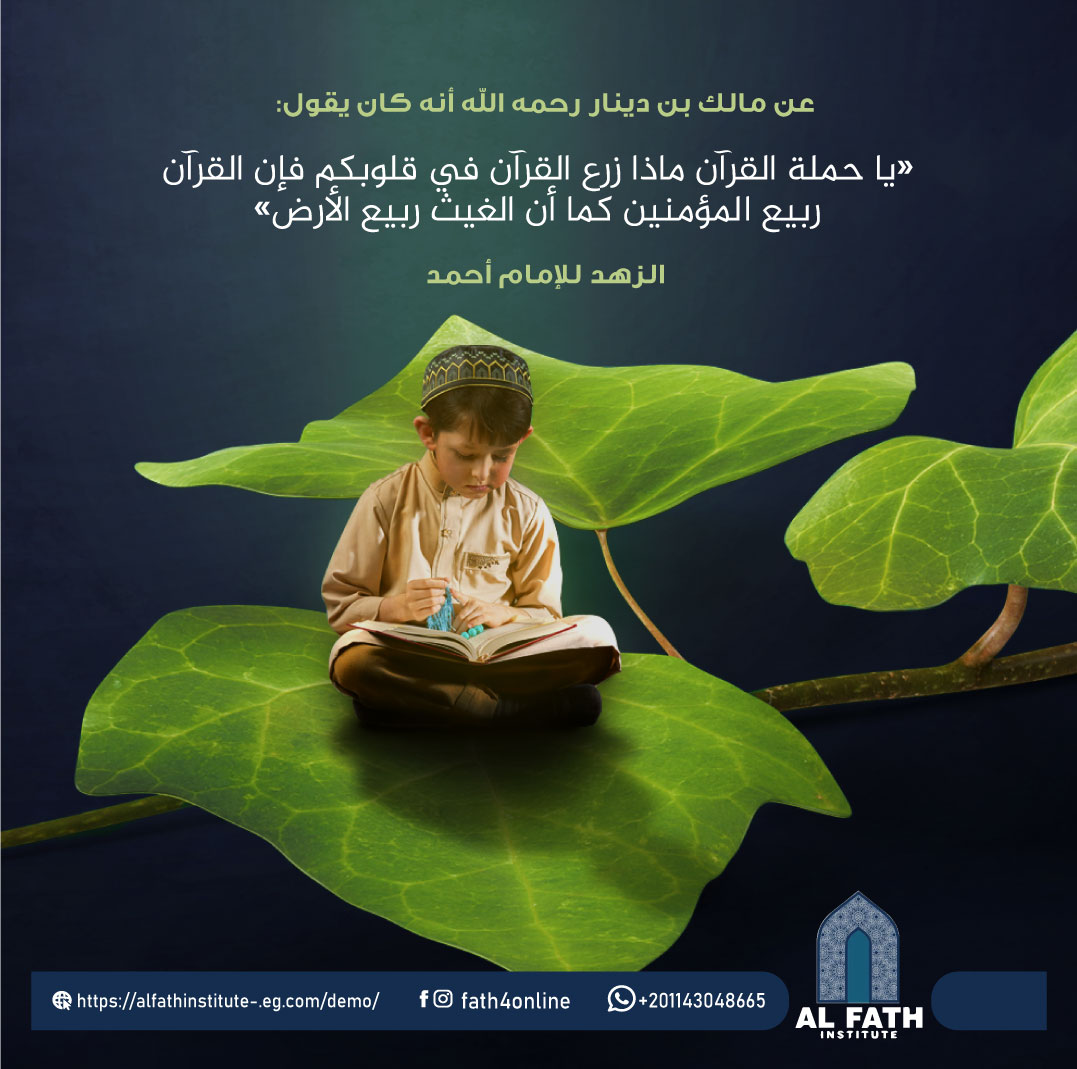 عن مالك بن دينار رحمه الله أنه كان يقول:
«يا حملة القرآن ماذا زرع القرآن في قلوبكم فإن القرآن
ربيع المؤمنين كما أن الغيث ربيع الأرض»
الزهد للإمام أحمد
https://alfathinstitute-.eg.com/demo/
fath4online
+201143048665
AL FATH
INSTITUTE